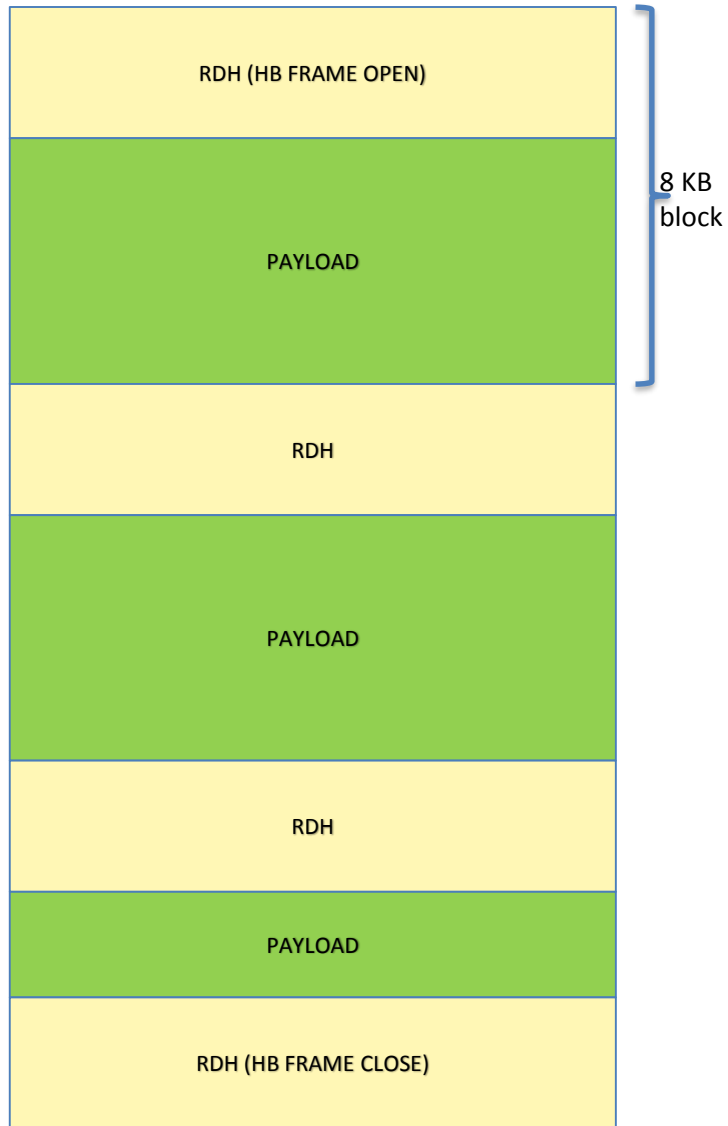 RDH (HB FRAME OPEN)
8 KB
block
PAYLOAD
RDH
PAYLOAD
RDH
PAYLOAD
RDH (HB FRAME CLOSE)